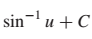 sin⁻¹ u + C